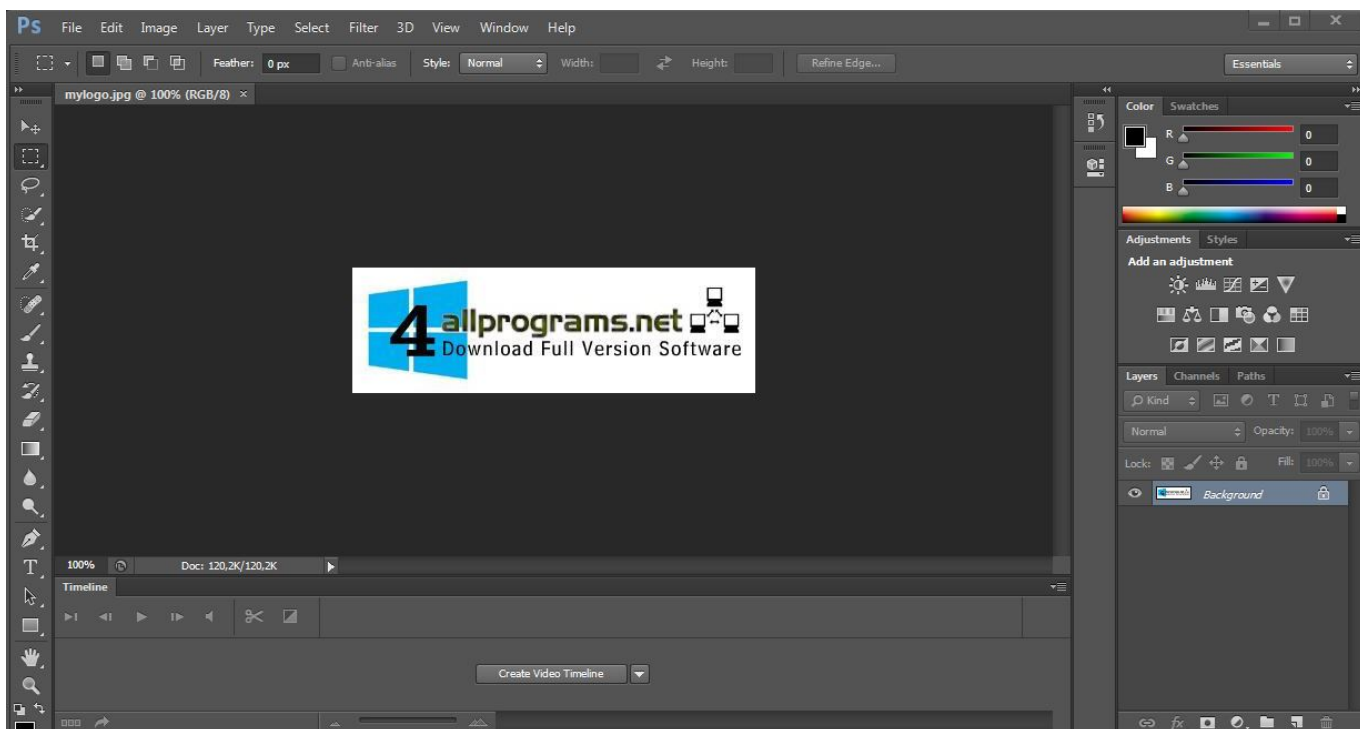 Ps File Edit Image Layer Type Select Filter 3D View Window Help
Feather: 0 px Anti-alias Style: Normal Width: Height: Refine Edge... Essentials
mylogo.jpg @ 100% (RGB/8) ×
Color Swatches
R 0
G 0
B 0
Adjustments Styles
Add an adjustment
4allprograms.net
Download Full Version Software
Layers Channels Paths
Kind
Normal Opacity: 100%
Lock: Fill: 100%
Background
100% Doc: 120,2K/120,2K
Timeline
Create Video Timeline
fx